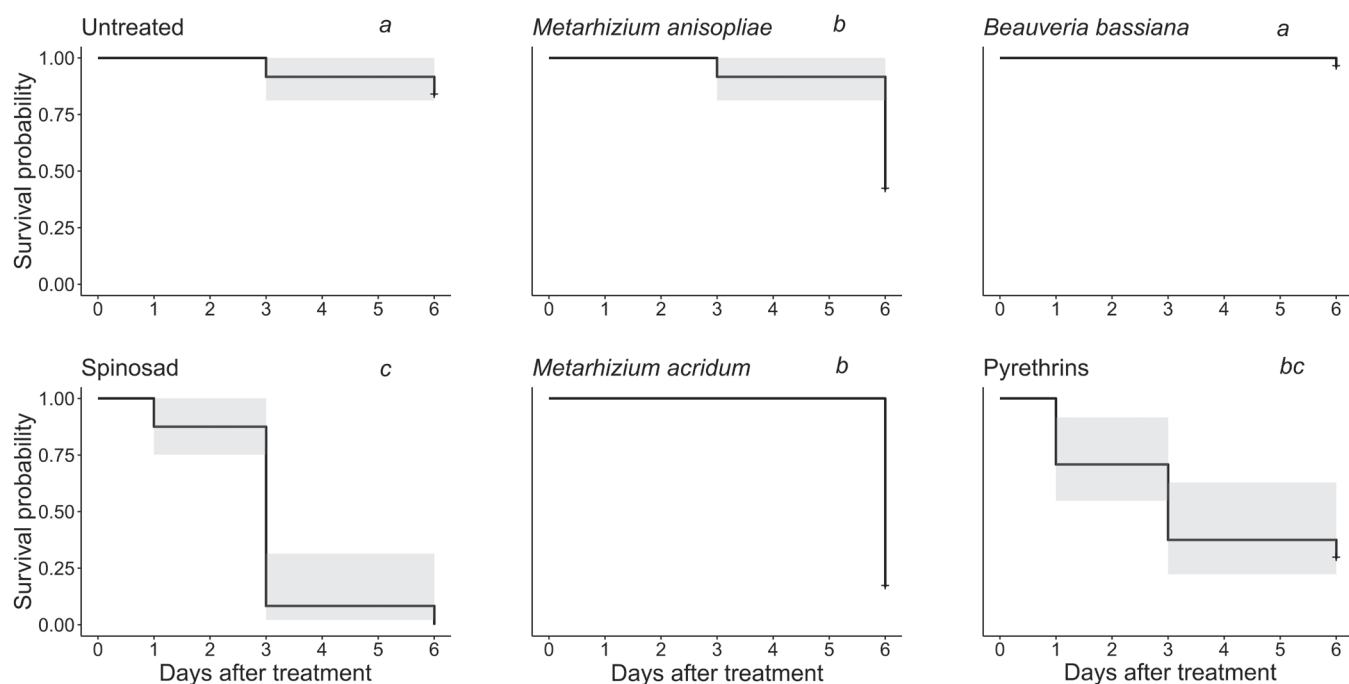 Untreated a
Metarhizium anisopliae b
Beauveria bassiana a
Survival probability
1.00
0.75
0.50
0.25
0.00
0 1 2 3 4 5 6
0 1 2 3 4 5 6
0 1 2 3 4 5 6
Spinosad c
Metarhizium acridum b
Pyrethrins bc
Survival probability
1.00
0.75
0.50
0.25
0.00
0 1 2 3 4 5 6
0 1 2 3 4 5 6
0 1 2 3 4 5 6
Days after treatment
Days after treatment
Days after treatment